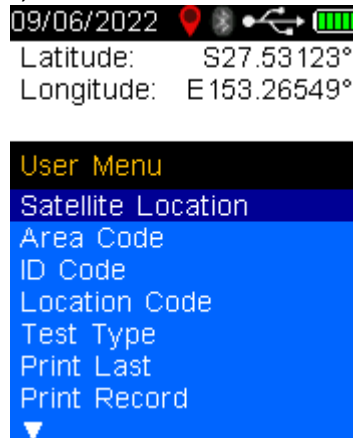 09/06/2022
Latitude: S27.53123°
Longitude: E153.26549°
User Menu
Satellite Location
Area Code
ID Code
Location Code
Test Type
Print Last
Print Record